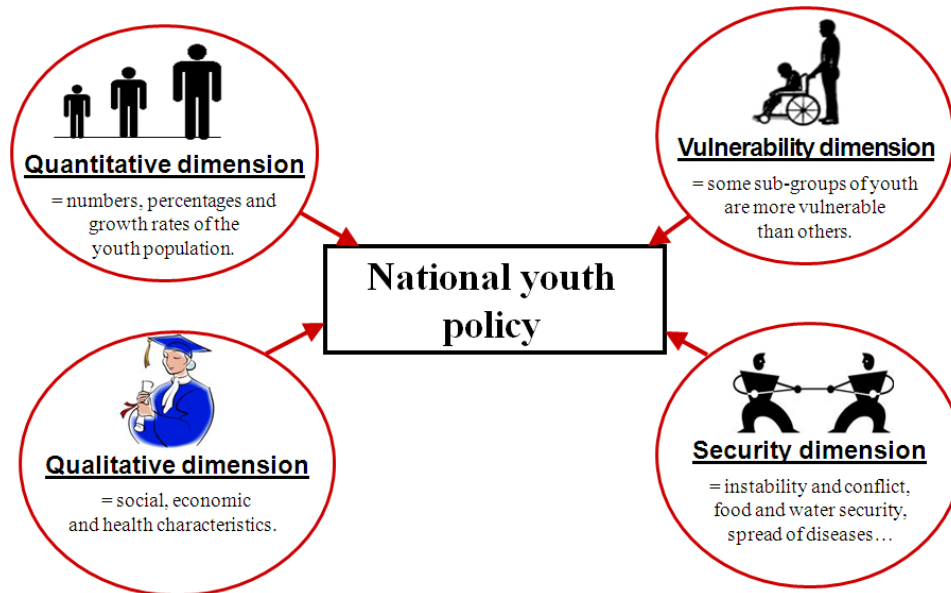 Quantitative dimension
= numbers, percentages and
growth rates of the
youth population.
Vulnerability dimension
= some sub-groups of youth
are more vulnerable
than others.
National youth
policy
Qualitative dimension
= social, economic
and health characteristics.
Security dimension
= instability and conflict,
food and water security,
spread of diseases…